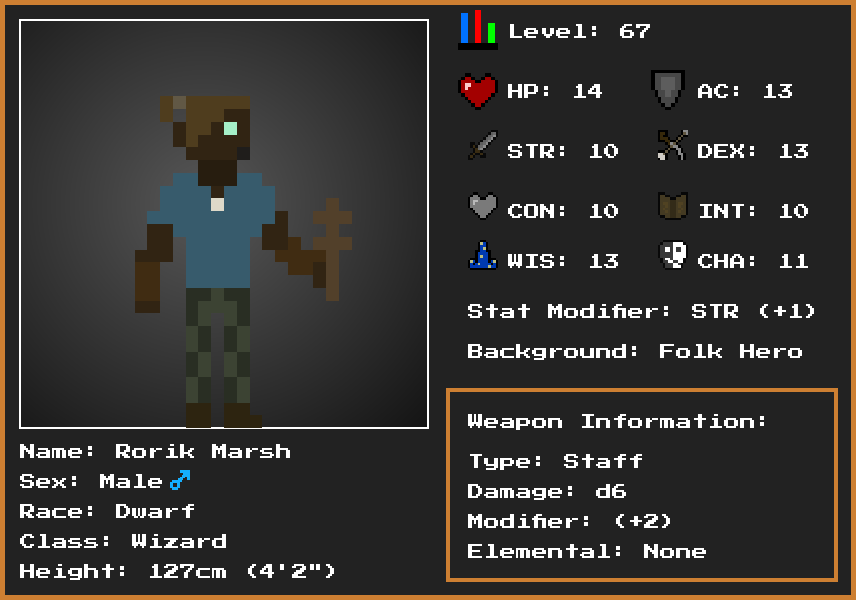 Level: 67
HP: 14
AC: 13
STR: 10
DEX: 13
CON: 10
INT: 10
WIS: 13
CHA: 11
Stat Modifier: STR (+1)
Background: Folk Hero
Weapon Information:
Type: Staff
Damage: d6
Modifier: (+2)
Elemental: None
Name: Rorik Marsh
Sex: Male♂
Race: Dwarf
Class: Wizard
Height: 127cm (4'2")